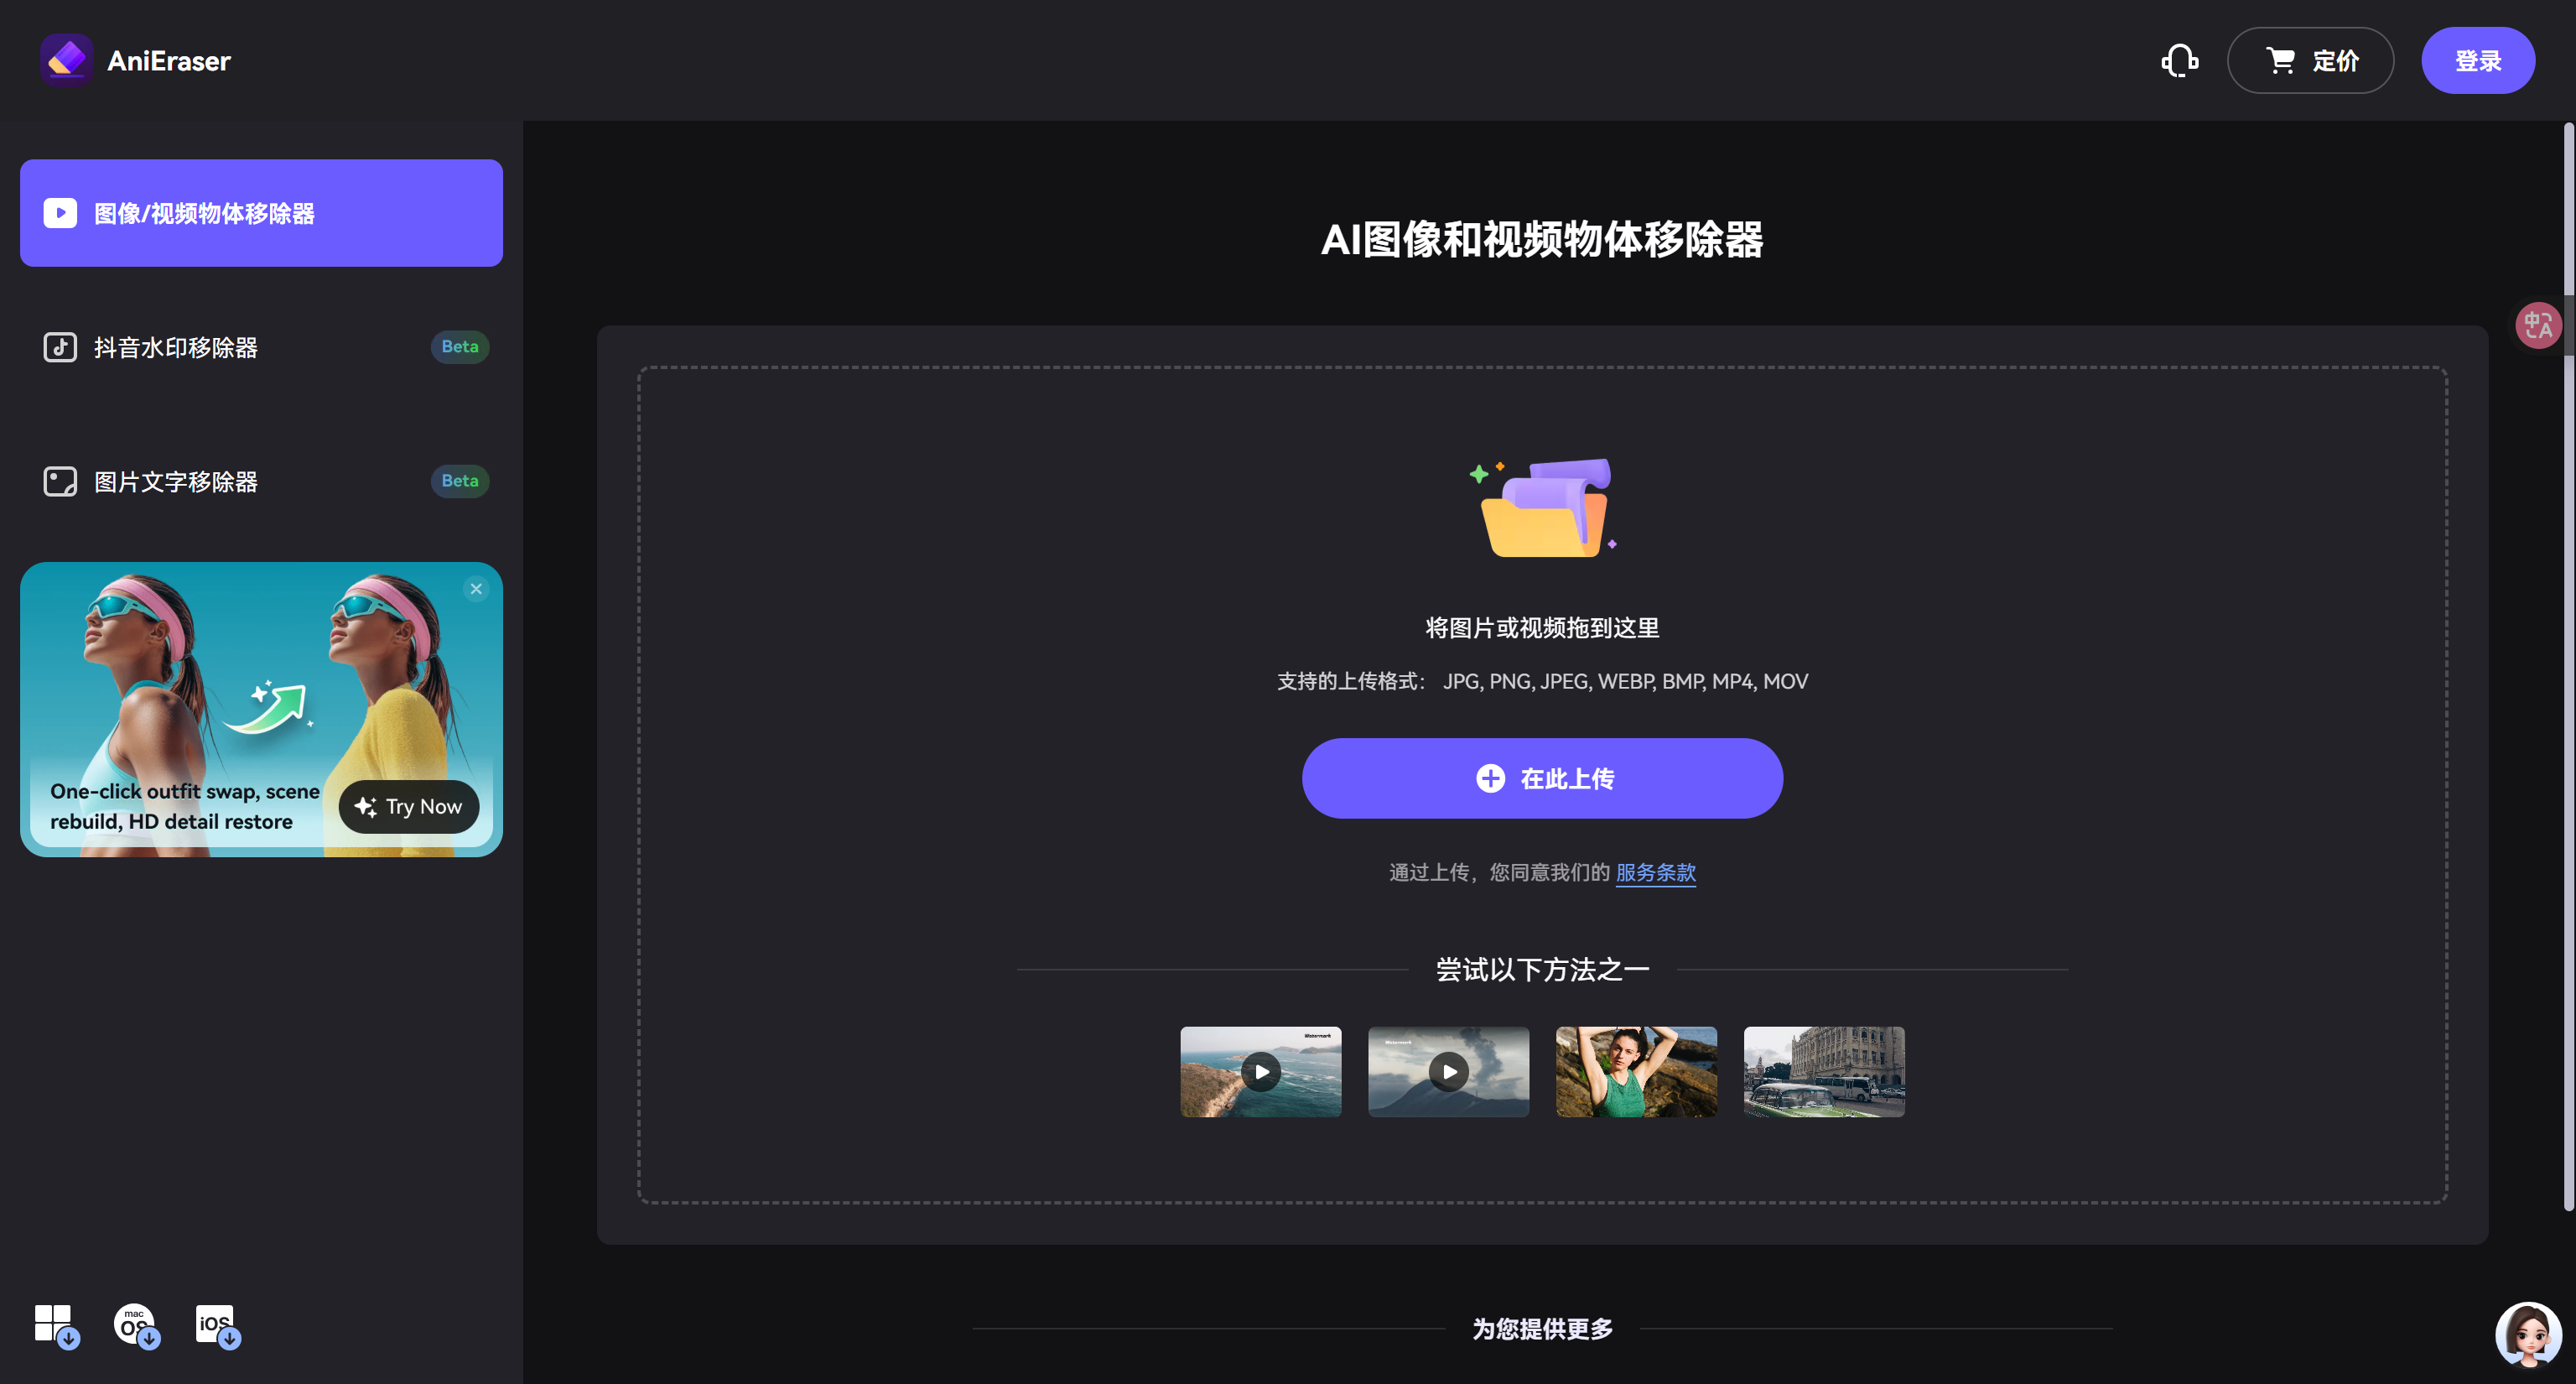 AniEraser
定价
登录
图像/视频物体移除器
抖音水印移除器
Beta
图片文字移除器
Beta
One-click outfit swap, scene
rebuild, HD detail restore
Try Now
mac
OS
iOS
AI图像和视频物体移除器
中
A
将图片或视频拖到这里
支持的上传格式： JPG, PNG, JPEG, WEBP, BMP, MP4, MOV
在此上传
通过上传，您同意我们的 服务条款
尝试以下方法之一
Watermark
Watermark
为您提供更多